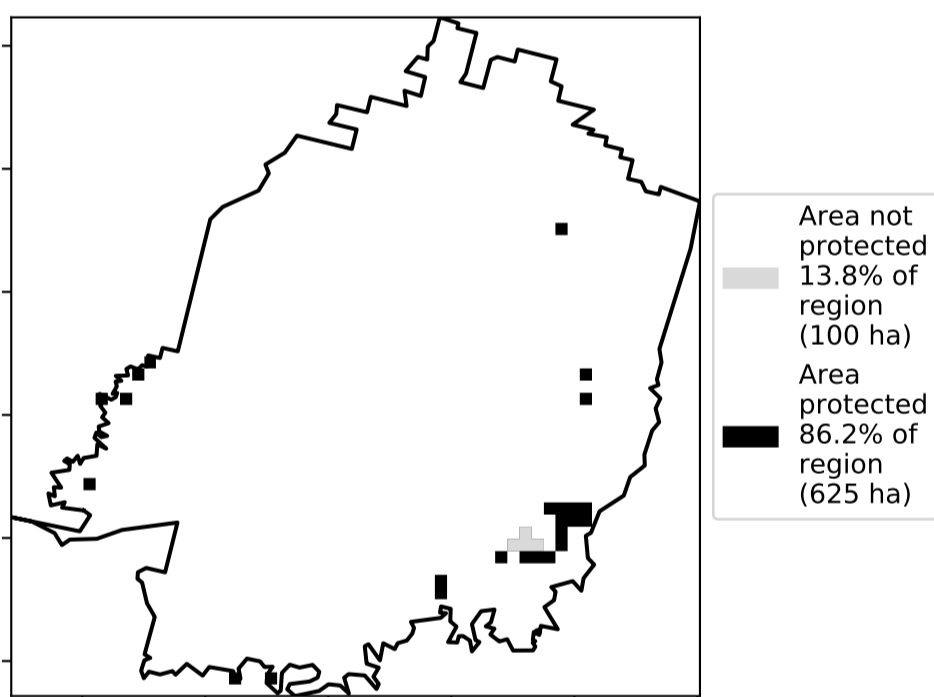 Area not
protected
13.8% of
region
(100 ha)
Area
protected
86.2% of
region
(625 ha)